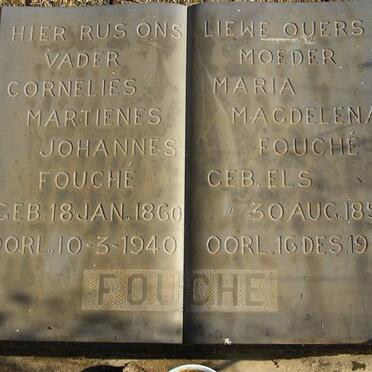 HIER RUS ONS
VADER
CORNELIES
MARTIENES
JOHANNES
FOUCHÉ
GEB. 18 JAN. 1860
OORL. 10-3-1940
LIEWE OUERS
MOEDER
MARIA
MAGDELENA
FOUCHÉ
GEB. ELS
30 AUG. 185
OORL. 16 DES. 19
FOUCHE